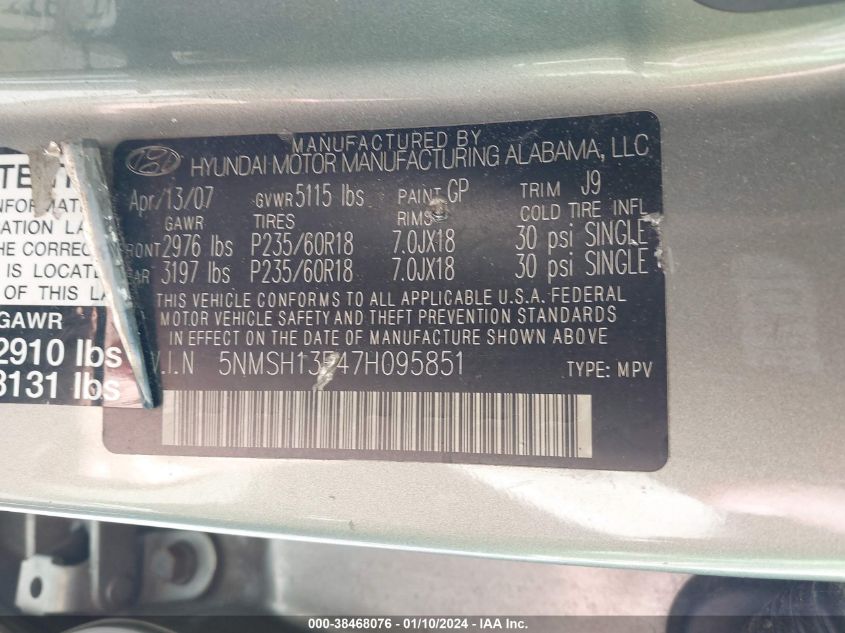 MANUFACTURED BY
HYUNDAI MOTOR MANUFACTURING ALABAMA, LLC
Apr/13/07 GVWR 5115 lbs PAINT GP TRIM J9
GAWR TIRES RIMS COLD TIRE INFL
FRONT 2976 lbs P235/60R18 7.0JX18 30 psi SINGLE
3197 lbs P235/60R18 7.0JX18 30 psi SINGLE
THIS VEHICLE CONFORMS TO ALL APPLICABLE U.S.A. FEDERAL
MOTOR VEHICLE SAFETY AND THEFT PREVENTION STANDARDS
IN EFFECT ON THE DATE OF MANUFACTURE SHOWN ABOVE
V.I.N 5NMSH13E47H095851 TYPE: MPV
THE CORREC
OF THIS LA
GAWR
2910 lbs
3131 lbs
000-38468076 - 01/10/2024 - IAA Inc.